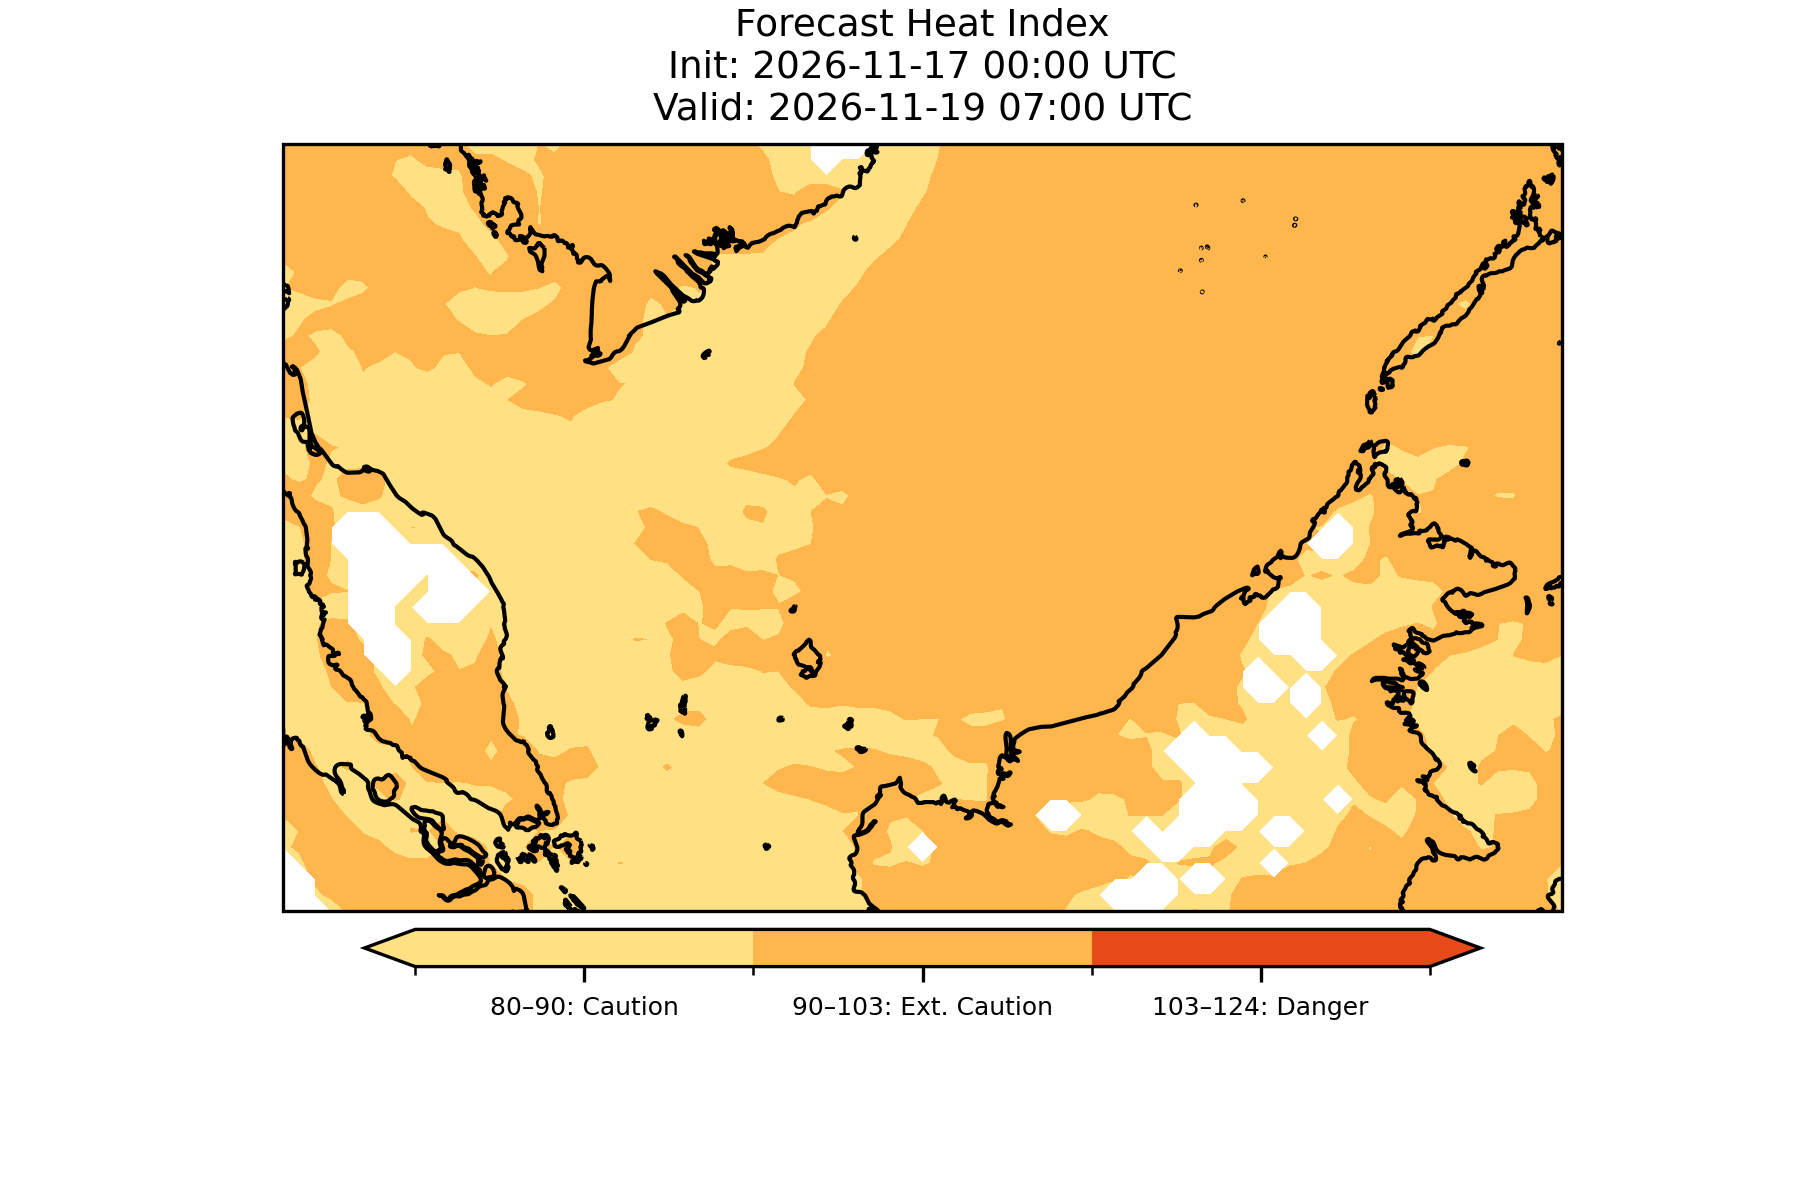 Forecast Heat Index
Init: 2026-11-17 00:00 UTC
Valid: 2026-11-19 07:00 UTC
80–90: Caution
90–103: Ext. Caution
103–124: Danger